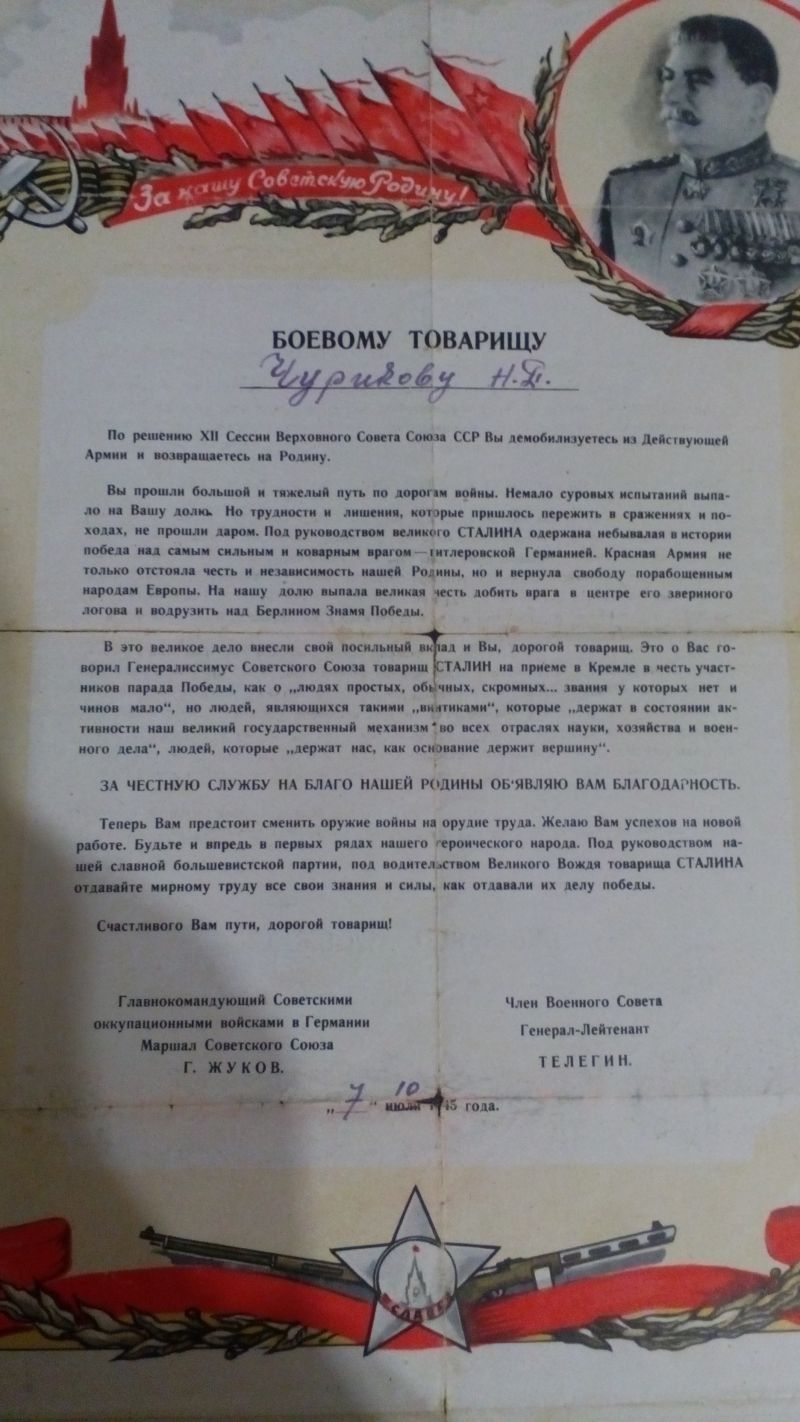 За нашу Советскую Родину!
БОЕВОМУ ТОВАРИЩУ
Чурикову Н.П.
По решению XII Сессии Верховного Совета Союза ССР Вы демобилизуетесь из Действующей
Армии и возвращаетесь на Родину.
Вы прошли большой и тяжелый путь по дорогам войны. Немало суровых испытаний выпа-
ло на Вашу долю. Но трудности и лишения, которые пришлось пережить в сражениях и по-
ходах, не прошли даром. Под руководством великого СТАЛИНА одержана небывалая в истории
победа над самым сильным и коварным врагом — гитлеровской Германией. Красная Армия не
только отстояла честь и независимость нашей Родины, но и вернула свободу порабощенным
народам Европы. На нашу долю выпала великая честь добить врага в центре его звериного
логова и водрузить над Берлином Знамя Победы.
В это великое дело внесли свой посильный вклад и Вы, дорогой товарищ. Это о Вас го-
ворил Генералиссимус Советского Союза товарищ СТАЛИН на приеме в Кремле в честь участ-
ников парада Победы, как о „людях простых, обычных, скромных... звания у которых нет и
чинов мало“, но людей, являющихся такими „винтиками“, которые „держат в состоянии ак-
тивности наш великий государственный механизм во всех отраслях науки, хозяйства и воен-
ного дела“, людей, которые „держат нас, как основание держит вершину“.
ЗА ЧЕСТНУЮ СЛУЖБУ НА БЛАГО НАШЕЙ РОДИНЫ ОБ'ЯВЛЯЮ ВАМ БЛАГОДАРНОСТЬ.
Теперь Вам предстоит сменить оружие войны на орудие труда. Желаю Вам успехов на новой
работе. Будьте и впредь в первых рядах нашего героического народа. Под руководством на-
шей славной большевистской партии, под водительством Великого Вождя товарища СТАЛИНА
отдавайте мирному труду все свои знания и силы, как отдавали их делу победы.
Счастливого Вам пути, дорогой товарищ!
Главнокомандующий Советскими
оккупационными войсками в Германии
Маршал Советского Союза
Г. ЖУКОВ.
Член Военного Совета
Генерал-Лейтенант
ТЕЛЕГИН.
10
„7“ июля 1945 года.
СЛАВА